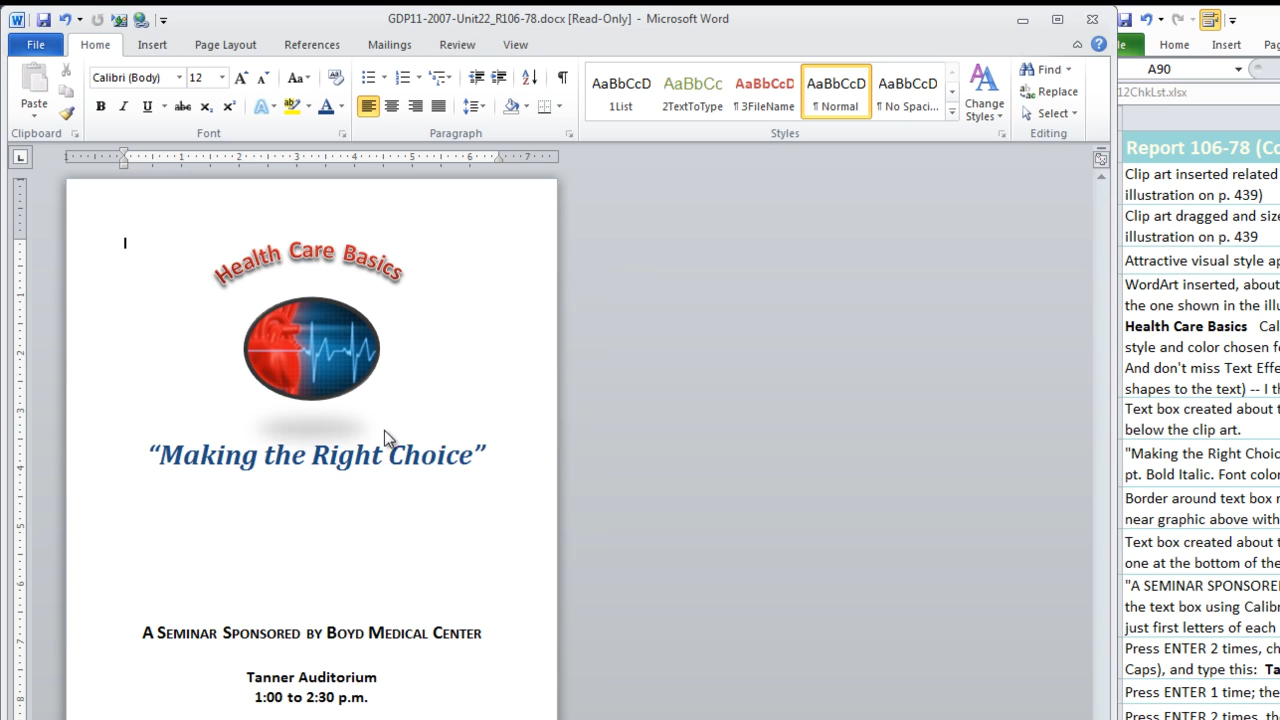 GDP11-2007-Unit22_R106-78.docx [Read-Only] - Microsoft Word
File Home Insert Page Layout References Mailings Review View
Home Insert
A90
12ChkLst.xlsx
Paste
Calibri (Body) 12
Clipboard Font Paragraph Styles Editing
AaBbCcD AaBbCc AaBbCcD AaBbCcD AaBbCcD
1List 2TextToType ¶ 3FileName ¶ Normal ¶ No Spaci...
Change Styles
Find
Replace
Select
Health Care Basics
“Making the Right Choice”
A Seminar Sponsored by Boyd Medical Center
Tanner Auditorium
1:00 to 2:30 p.m.
Report 106-78 (Co
Clip art inserted related
illustration on p. 439)
Clip art dragged and size
illustration on p. 439
Attractive visual style ap
WordArt inserted, about
the one shown in the illu
Health Care Basics Cal
style and color chosen fo
And don't miss Text Effe
shapes to the text) -- I th
Text box created about t
below the clip art.
"Making the Right Choic
pt. Bold Italic. Font color
Border around text box r
near graphic above with
Text box created about t
one at the bottom of the
"A SEMINAR SPONSORE
the text box using Calibr
just first letters of each
Press ENTER 2 times, ch
Caps), and type this: Ta
Press ENTER 1 time; the
Press ENTER 2 times, th